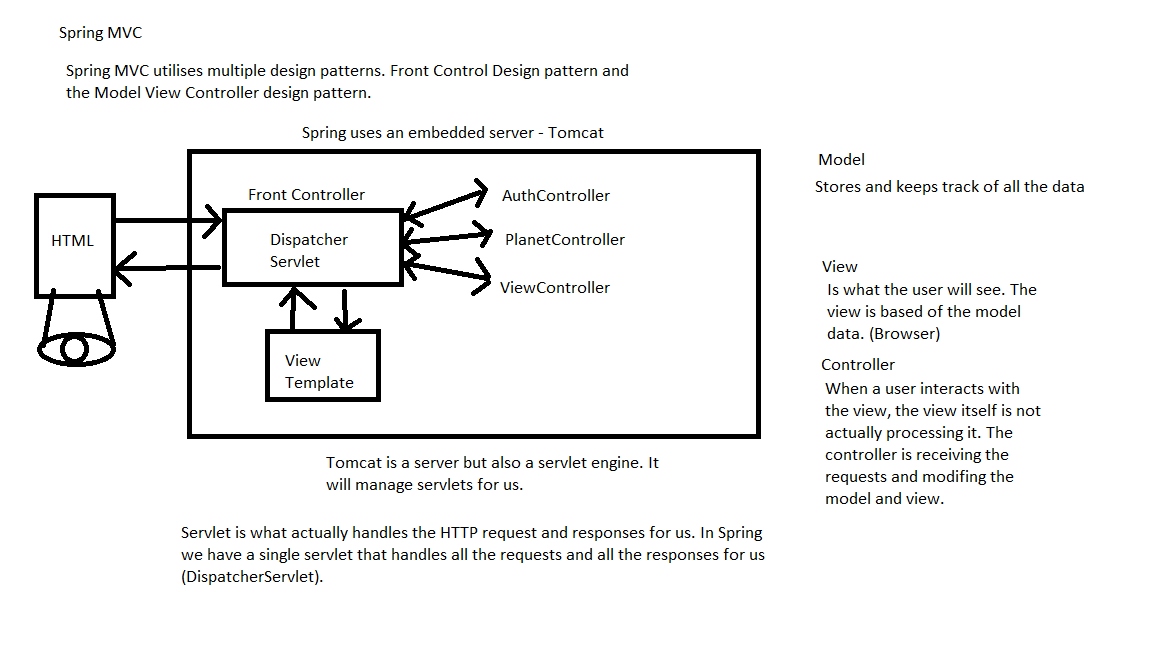 Spring MVC
Spring MVC utilises multiple design patterns. Front Control Design pattern and
the Model View Controller design pattern.
Spring uses an embedded server - Tomcat
Front Controller
HTML
Dispatcher
Servlet
AuthController
PlanetController
ViewController
View
Template
Tomcat is a server but also a servlet engine. It
will manage servlets for us.
Servlet is what actually handles the HTTP request and responses for us. In Spring
we have a single servlet that handles all the requests and all the responses for us
(DispatcherServlet).
Model
Stores and keeps track of all the data
View
Is what the user will see. The
view is based of the model
data. (Browser)
Controller
When a user interacts with
the view, the view itself is not
actually processing it. The
controller is receiving the
requests and modifing the
model and view.